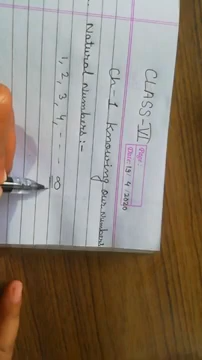 CLASS-VI
Page:
Date: 13/4/2020
Ch-1 Knowing our Numbers
Natural Numbers:-
1, 2, 3, 4, - - - ∞